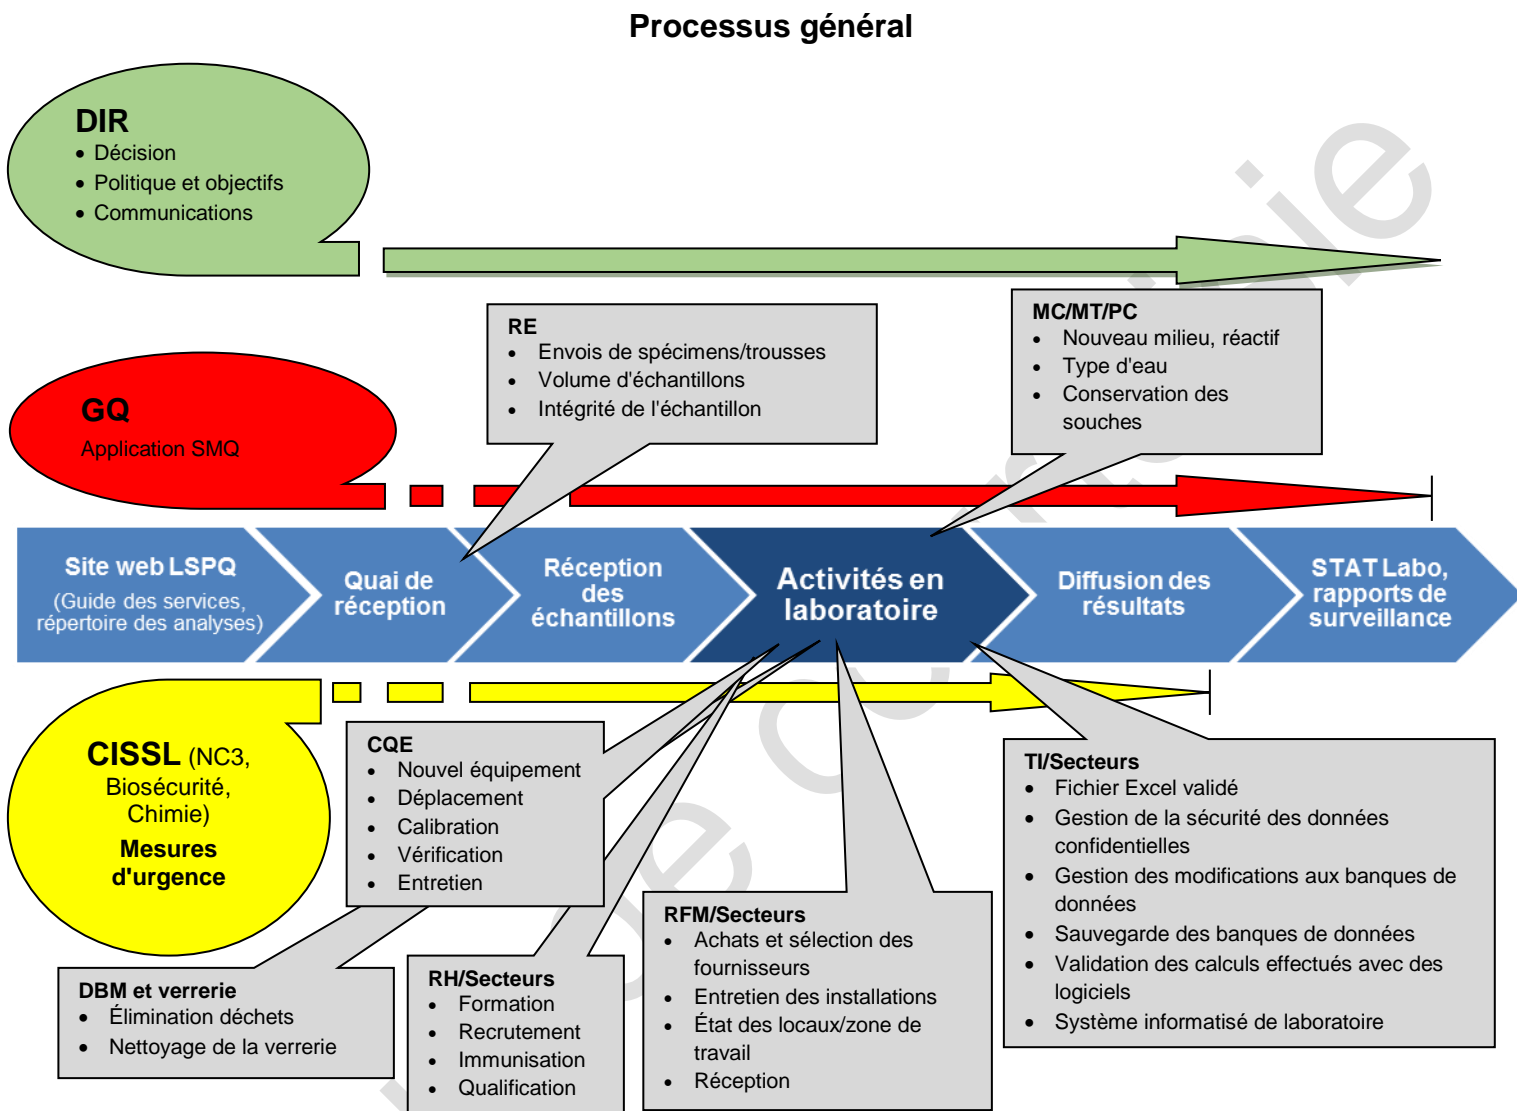 Processus général
DIR
• Décision
• Politique et objectifs
• Communications
RE
• Envois de spécimens/trousses
• Volume d'échantillons
• Intégrité de l'échantillon
MC/MT/PC
• Nouveau milieu, réactif
• Type d'eau
• Conservation des
souches
GQ
Application SMQ
Site web LSPQ
(Guide des services,
répertoire des analyses)
Quai de
réception
Réception
des
échantillons
Activités en
laboratoire
Diffusion des
résultats
STAT Labo,
rapports de
surveillance
CISSL (NC3,
Biosécurité,
Chimie)
Mesures
d'urgence
CQE
• Nouvel équipement
• Déplacement
• Calibration
• Vérification
• Entretien
TI/Secteurs
• Fichier Excel validé
• Gestion de la sécurité des données
confidentielles
• Gestion des modifications aux banques de
données
• Sauvegarde des banques de données
• Validation des calculs effectués avec des
logiciels
• Système informatisé de laboratoire
RFM/Secteurs
• Achats et sélection des
fournisseurs
• Entretien des installations
• État des locaux/zone de
travail
• Réception
DBM et verrerie
• Élimination déchets
• Nettoyage de la verrerie
RH/Secteurs
• Formation
• Recrutement
• Immunisation
• Qualification